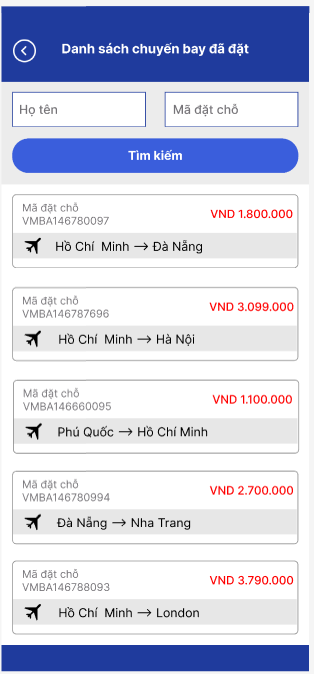 Danh sách chuyến bay đã đặt
Họ tên
Mã đặt chỗ
Tìm kiếm
Mã đặt chỗ
VMBA146780097
VND 1.800.000
Hồ Chí Minh → Đà Nẵng
Mã đặt chỗ
VMBA146787696
VND 3.099.000
Hồ Chí Minh → Hà Nội
Mã đặt chỗ
VMBA146660095
VND 1.100.000
Phú Quốc → Hồ Chí Minh
Mã đặt chỗ
VMBA146780994
VND 2.700.000
Đà Nẵng → Nha Trang
Mã đặt chỗ
VMBA146788093
VND 3.790.000
Hồ Chí Minh → London